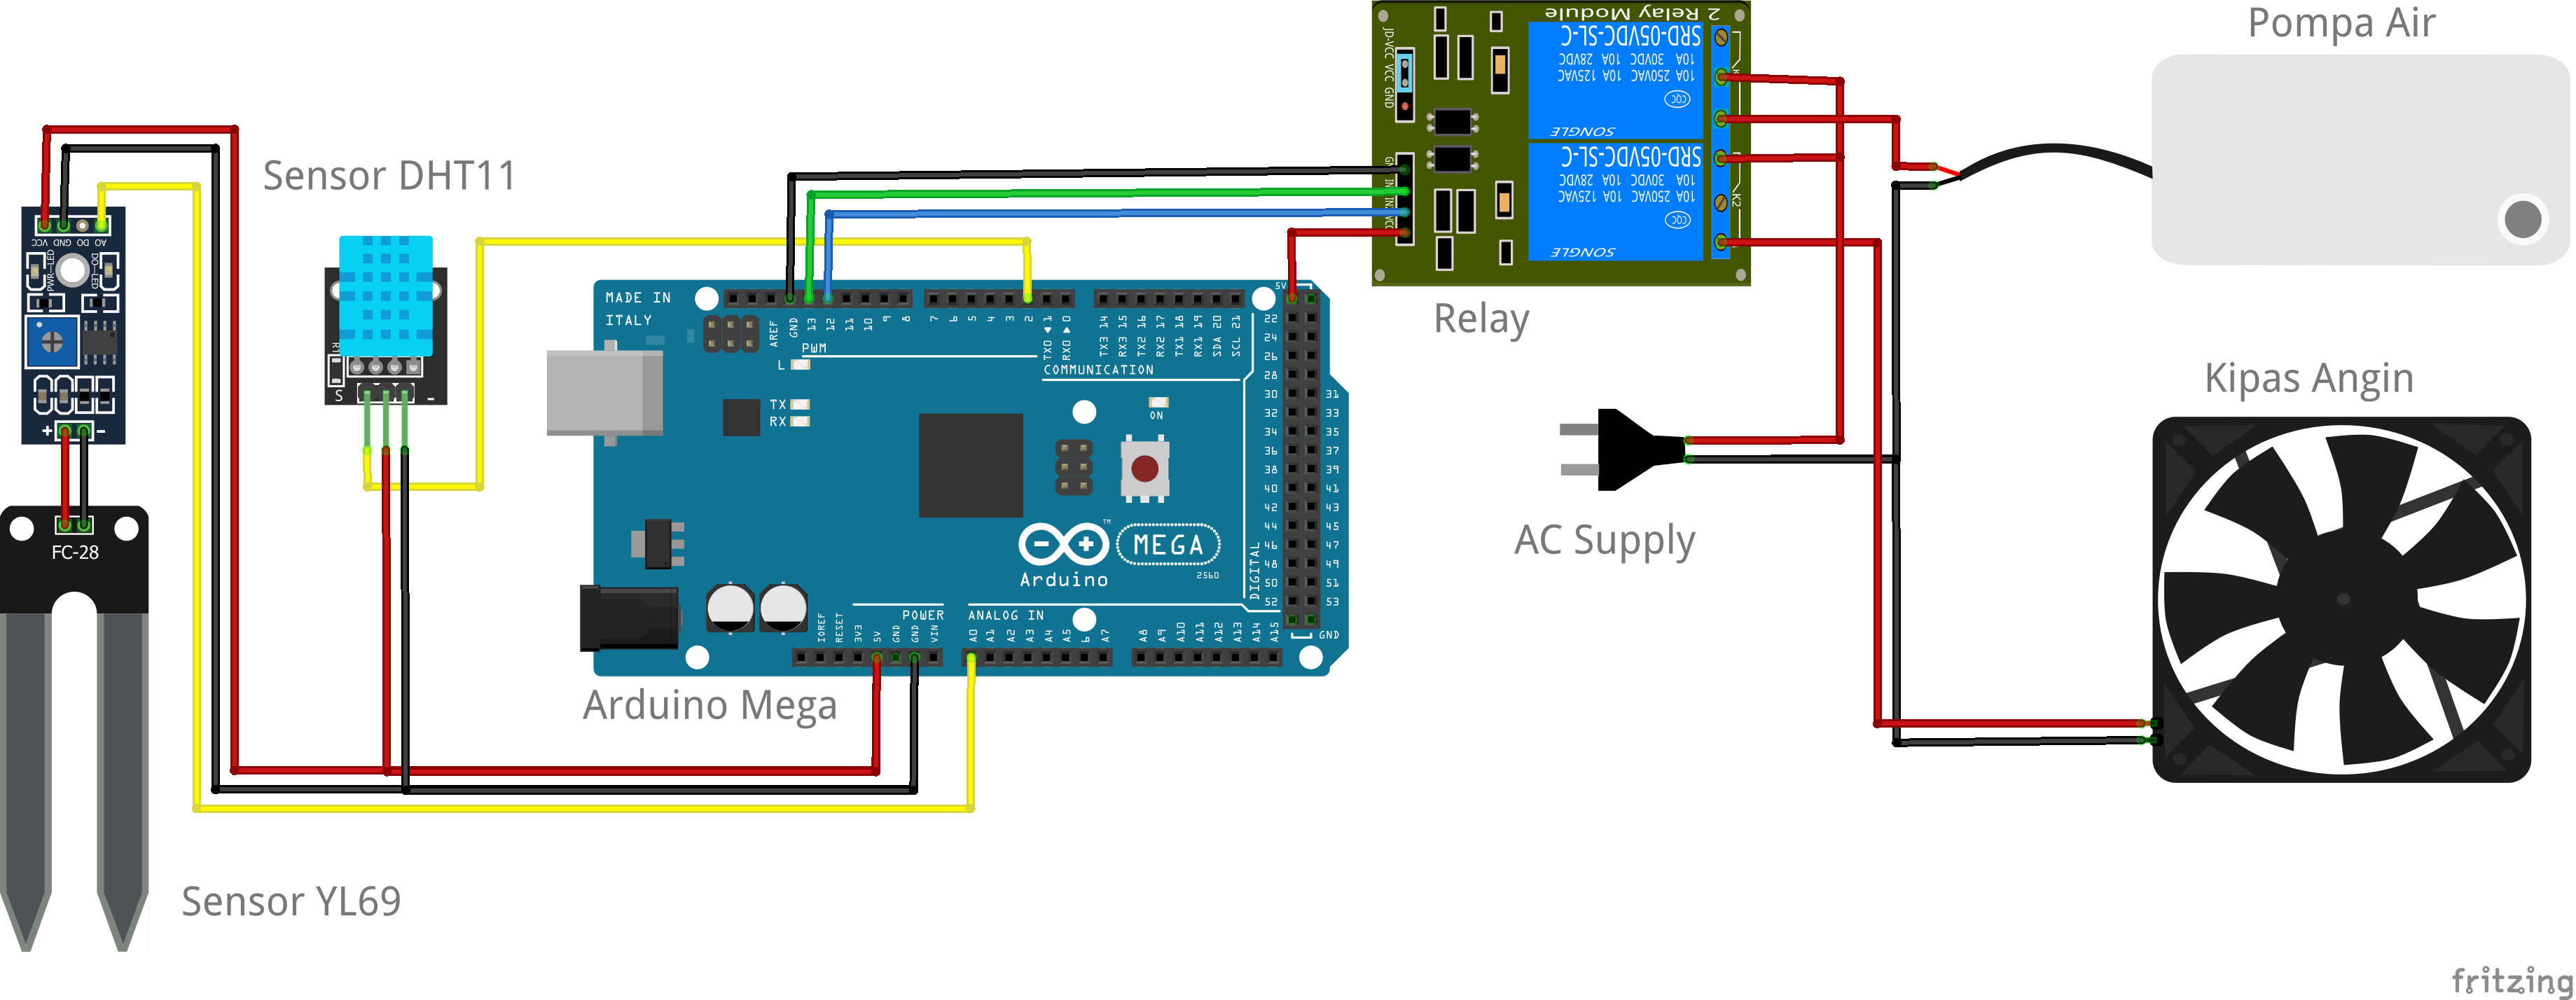 Pompa Air
2 Relay Module
SRD-05VDC-SL-C
10A 30VDC 10A 28VDC
10A 250VAC 10A 125VAC
CQC
SONGLE
SRD-05VDC-SL-C
10A 30VDC 10A 28VDC
10A 250VAC 10A 125VAC
CQC
SONGLE
JD-VCC VCC GND
K2
Relay
Sensor DHT11
S
-
VCC GND DO AO
PWR-LED
DO-LED
+ -
FC-28
Sensor YL69
MADE IN
ITALY
AREF GND 13 12 11 10 9 8
7 6 5 4 3 2 1 0
TX0 RX0
TX3 14 RX3 15 TX2 16 RX2 17 TX1 18 RX1 19 SDA 20 SCL 21
PWM
COMMUNICATION
L
TX
RX
ON
5V
22
24
26
28
30 31
32 33
34 35
36 37
38 39
40 41
42 43
44 45
46 47
48 49
50 51
52 53
GND
DIGITAL
MEGA
TM
Arduino
2560
POWER
ANALOG IN
IOREF RESET 3V3 5V GND GND VIN
A0 A1 A2 A3 A4 A5 6 A7
A8 A9 A10 A11 A12 A13 A14 A15
Arduino Mega
AC Supply
Kipas Angin
fritzing